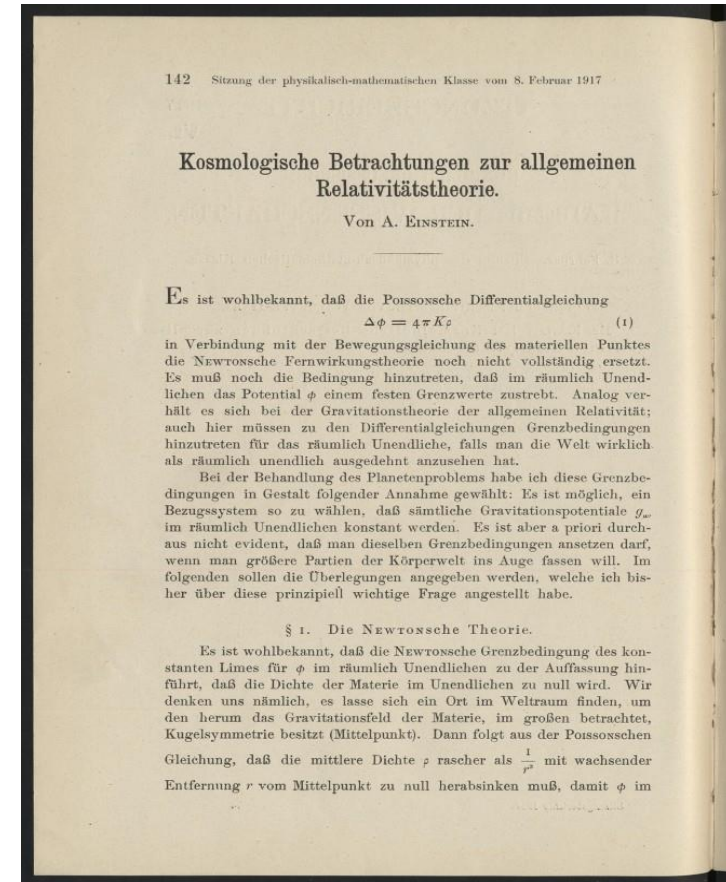 142 Sitzung der physikalisch-mathematischen Klasse vom 8. Februar 1917
Kosmologische Betrachtungen zur allgemeinen
Relativitätstheorie.
Von A. Einstein.
Es ist wohlbekannt, daß die Poissonsche Differentialgleichung
Δφ = 4πKρ (1)
in Verbindung mit der Bewegungsgleichung des materiellen Punktes
die Newtonsche Fernwirkungstheorie noch nicht vollständig ersetzt.
Es muß noch die Bedingung hinzutreten, daß im räumlich Unend-
lichen das Potential φ einem festen Grenzwerte zustrebt. Analog ver-
hält es sich bei der Gravitationstheorie der allgemeinen Relativität;
auch hier müssen zu den Differentialgleichungen Grenzbedingungen
hinzutreten für das räumlich Unendliche, falls man die Welt wirklich
als räumlich unendlich ausgedehnt anzusehen hat.
Bei der Behandlung des Planetenproblems habe ich diese Grenzbe-
dingungen in Gestalt folgender Annahme gewählt: Es ist möglich, ein
Bezugssystem so zu wählen, daß sämtliche Gravitationspotentiale g_μν
im räumlich Unendlichen konstant werden. Es ist aber a priori durch-
aus nicht evident, daß man dieselben Grenzbedingungen ansetzen darf,
wenn man größere Partien der Körperwelt ins Auge fassen will. Im
folgenden sollen die Überlegungen angegeben werden, welche ich bis-
her über diese prinzipiell wichtige Frage angestellt habe.
§ 1. Die Newtonsche Theorie.
Es ist wohlbekannt, daß die Newtonsche Grenzbedingung des kon-
stanten Limes für φ im räumlich Unendlichen zu der Auffassung hin-
führt, daß die Dichte der Materie im Unendlichen zu null wird. Wir
denken uns nämlich, es lasse sich ein Ort im Weltraum finden, um
den herum das Gravitationsfeld der Materie, im großen betrachtet,
Kugelsymmetrie besitzt (Mittelpunkt). Dann folgt aus der Poissonschen
Gleichung, daß die mittlere Dichte ρ rascher als 1/r² mit wachsender
Entfernung r vom Mittelpunkt zu null herabsinken muß, damit φ im